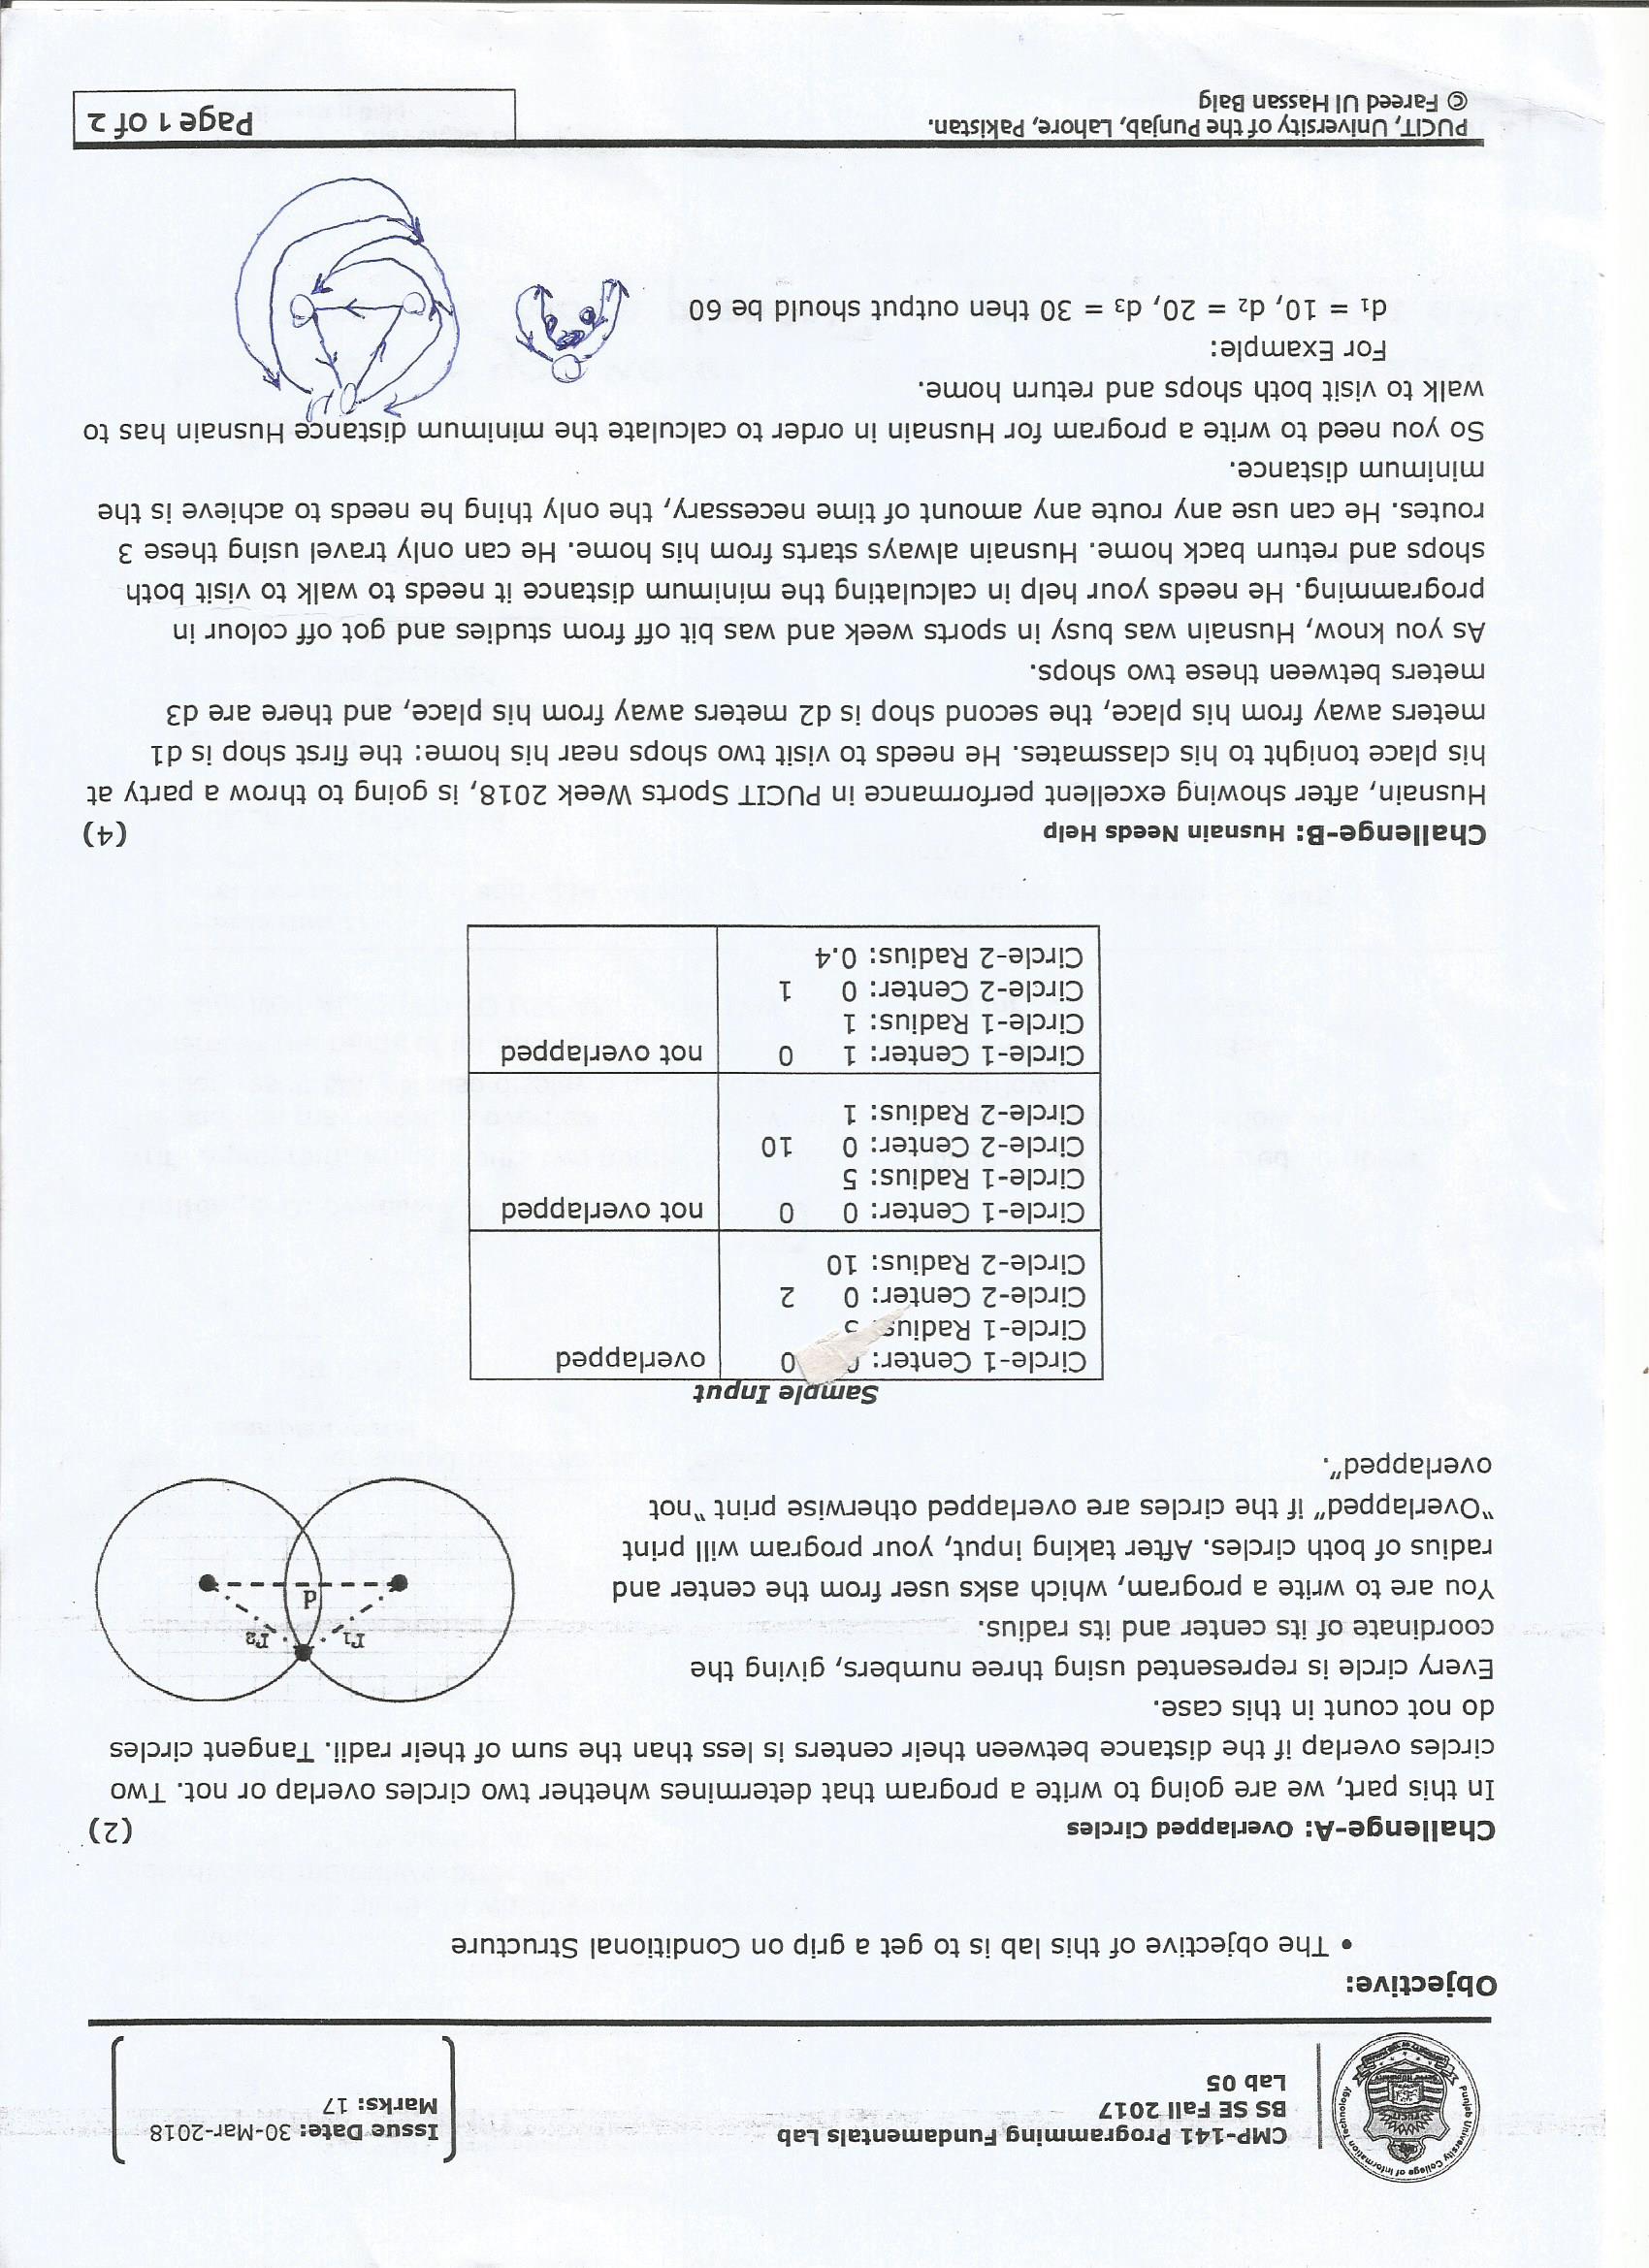 Punjab University College of Information Technology
PUCIT
CMP-141 Programming Fundamentals Lab
BS SE Fall 2017
Lab 05
Issue Date: 30-Mar-2018
Marks: 17
Objective:
• The objective of this lab is to get a grip on Conditional Structure
Challenge-A: Overlapped Circles (2)
In this part, we are going to write a program that determines whether two circles overlap or not. Two
circles overlap if the distance between their centers is less than the sum of their radii. Tangent circles
do not count in this case.
Every circle is represented using three numbers, giving the
coordinate of its center and its radius.
You are to write a program, which asks user from the center and
radius of both circles. After taking input, your program will print
“Overlapped” if the circles are overlapped otherwise print “not
overlapped”.
r1 r2
d
Sample Input
Circle-1 Center: 0 overlapped
Circle-1 Radius
Circle-2 Center: 0 2
Circle-2 Radius: 10
Circle-1 Center: 0 0 not overlapped
Circle-1 Radius: 5
Circle-2 Center: 0 10
Circle-2 Radius: 1
Circle-1 Center: 1 0 not overlapped
Circle-1 Radius: 1
Circle-2 Center: 0 1
Circle-2 Radius: 0.4
Challenge-B: Husnain Needs Help (4)
Husnain, after showing excellent performance in PUCIT Sports Week 2018, is going to throw a party at
his place tonight to his classmates. He needs to visit two shops near his home: the first shop is d1
meters away from his place, the second shop is d2 meters away from his place, and there are d3
meters between these two shops.
As you know, Husnain was busy in sports week and was bit off from studies and got off colour in
programming. He needs your help in calculating the minimum distance it needs to walk to visit both
shops and return back home. Husnain always starts from his home. He can only travel using these 3
routes. He can use any route any amount of time necessary, the only thing he needs to achieve is the
minimum distance.
So you need to write a program for Husnain in order to calculate the minimum distance Husnain has to
walk to visit both shops and return home.
For Example:
d1 = 10, d2 = 20, d3 = 30 then output should be 60
H
PUCIT, University of the Punjab, Lahore, Pakistan.
© Fareed Ul Hassan Baig
Page 1 of 2